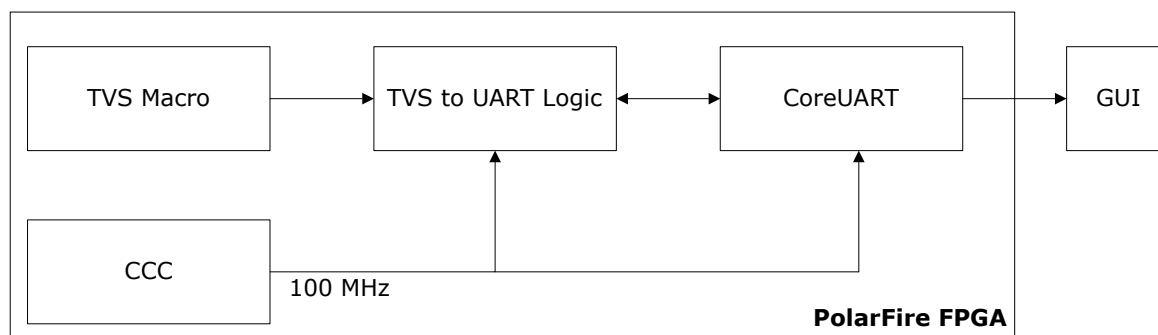 TVS Macro
TVS to UART Logic
CoreUART
GUI
CCC
100 MHz
PolarFire FPGA